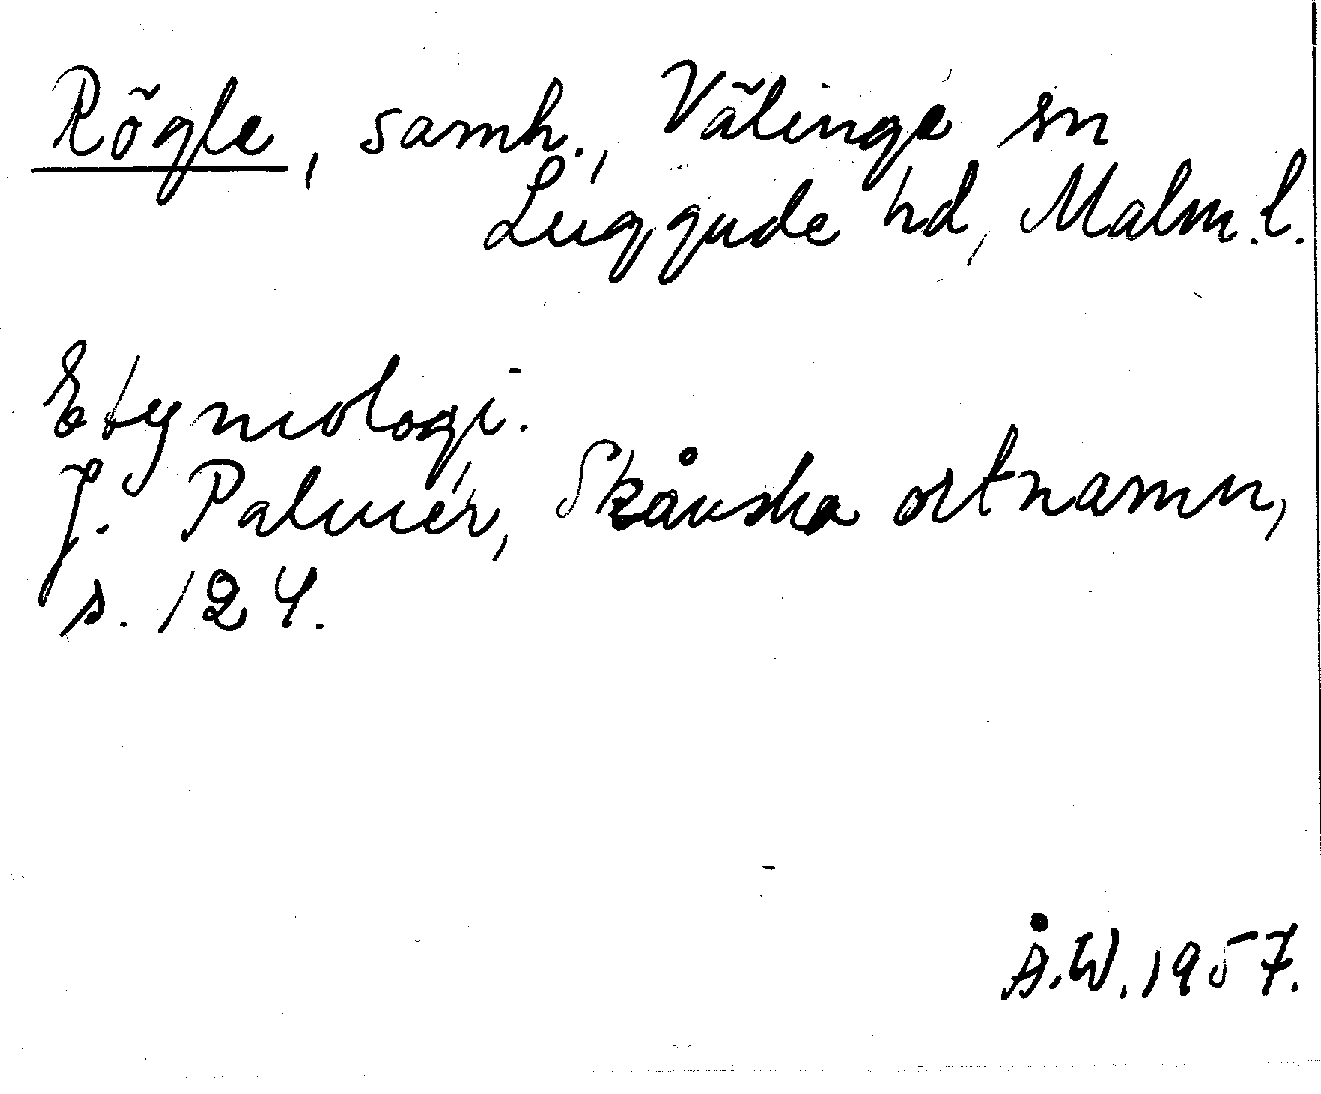 Rögle, samh., Välinge sn
Luggude hd, Malm. l.
Etymologi.
J. Palmér, Skånska ortnamn,
s. 124.
Å.W. 1957.